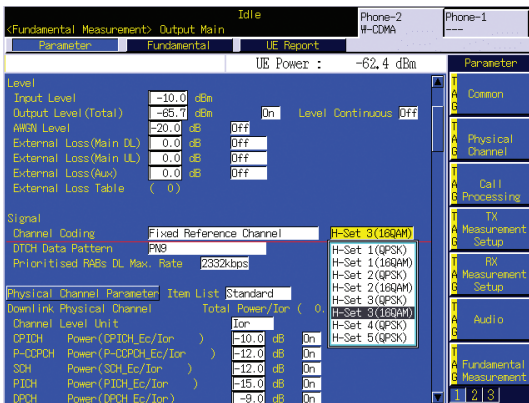 Idle
Phone-2
Phone-1
<Fundamental Measurement> Output Main
W-CDMA
---
Parameter
Fundamental
UE Report
UE Power : -62.4 dBm
Parameter
Level
Input Level -10.0 dBm
Output Level(Total) -65.7 dBm On Level Continuous Off
AWGN Level -20.0 dB Off
External Loss(Main DL) 0.0 dB Off
External Loss(Main UL) 0.0 dB Off
External Loss(Aux) 0.0 dB Off
External Loss Table ( 0)
Signal
Channel Coding Fixed Reference Channel H-Set 3(16QAM)
DTCH Data Pattern PN9
Prioritised RABs DL Max. Rate 2332kbps
H-Set 1(QPSK)
H-Set 1(16QAM)
H-Set 2(QPSK)
H-Set 2(16QAM)
H-Set 3(QPSK)
H-Set 3(16QAM)
H-Set 4(QPSK)
H-Set 5(QPSK)
Physical Channel Parameter Item List Standard
Downlink Physical Channel Total Power/Ior ( 0.
Channel Level Unit Ior
CPICH Power(CPICH_Ec/Ior ) -10.0 dB On
P-CCPCH Power(P-CCPCH_Ec/Ior ) -12.0 dB On
SCH Power(SCH_Ec/Ior ) -12.0 dB On
PICH Power(PICH_Ec/Ior ) -15.0 dB On
DPCH Power(DPCH_Ec/Ior) -9.0 dB On
TAG
Common
TAG
Physical
Channel
TAG
Call
Processing
TAG
TX
Measurement
Setup
TAG
RX
Measurement
Setup
TAG
Audio
TAG
Fundamental
Measurement
1 2 3